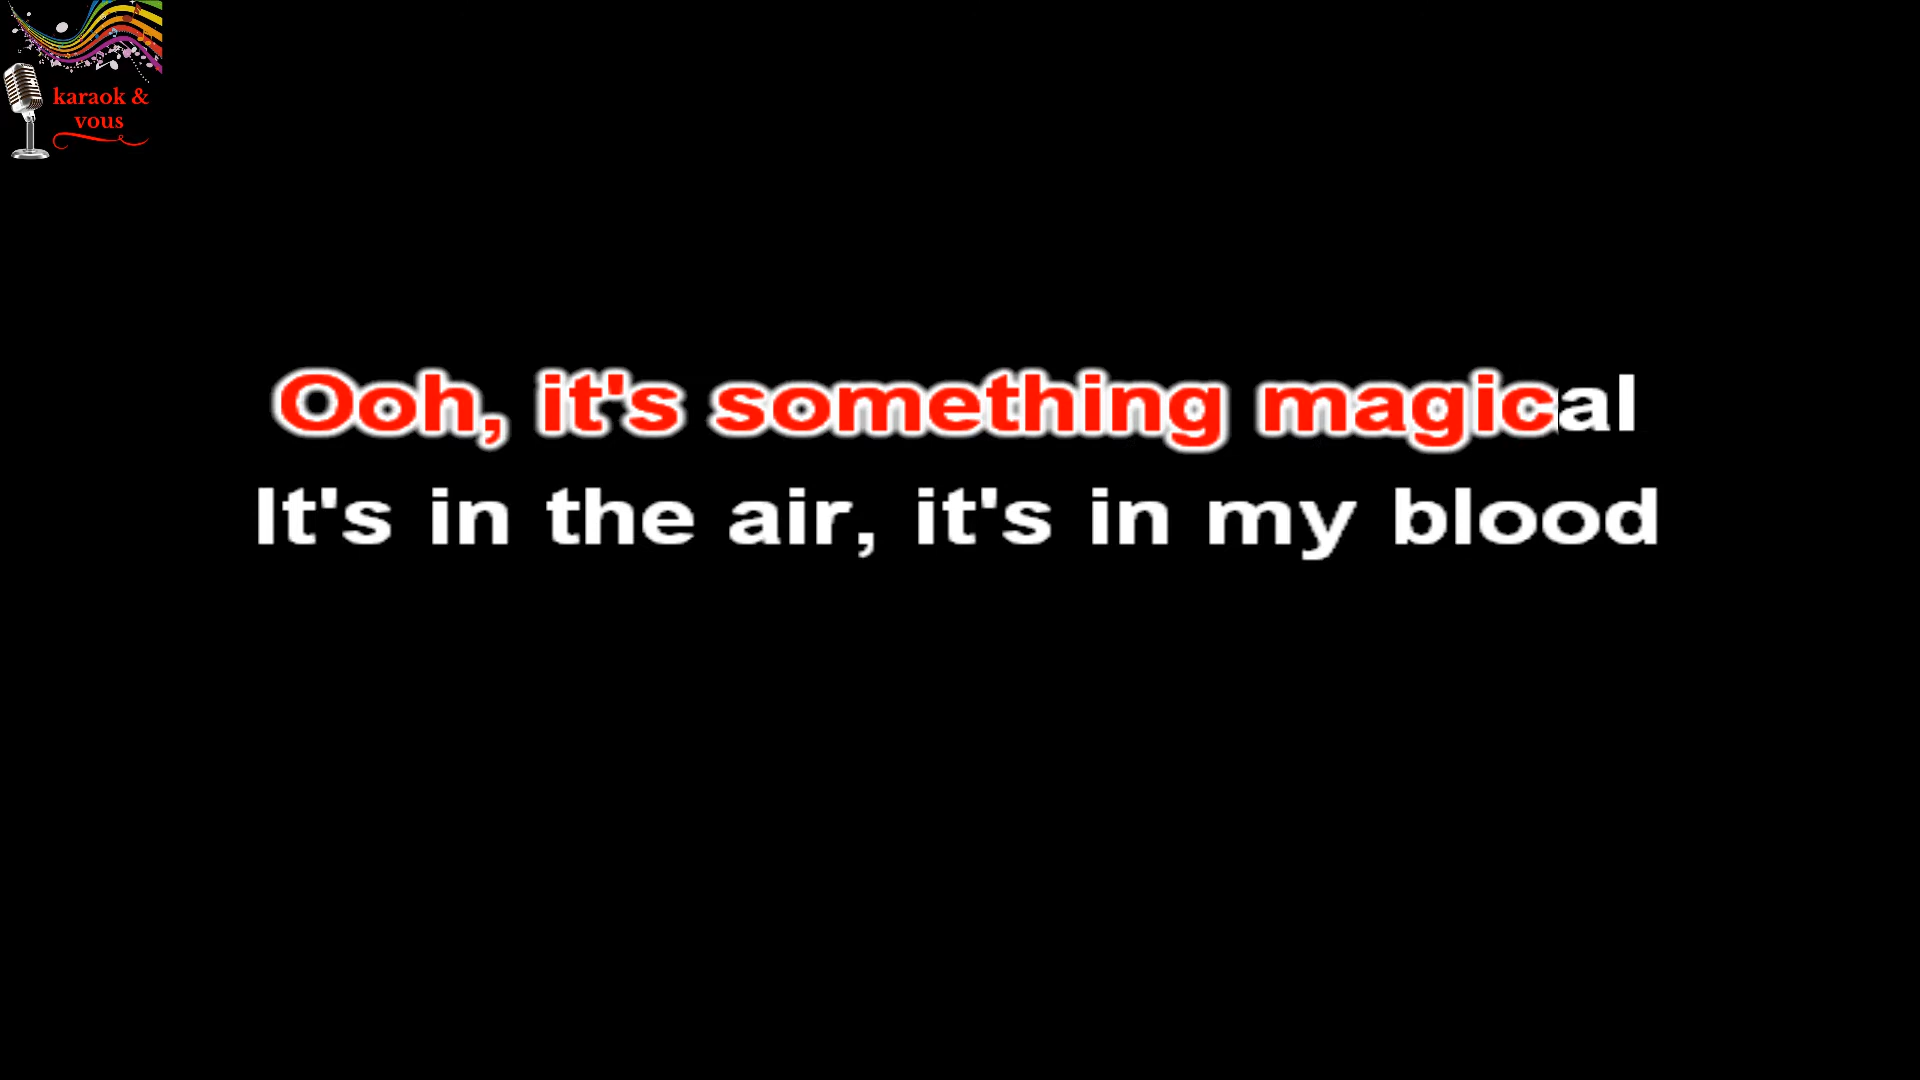 karaok &
vous
Ooh, it's something magical
It's in the air, it's in my blood